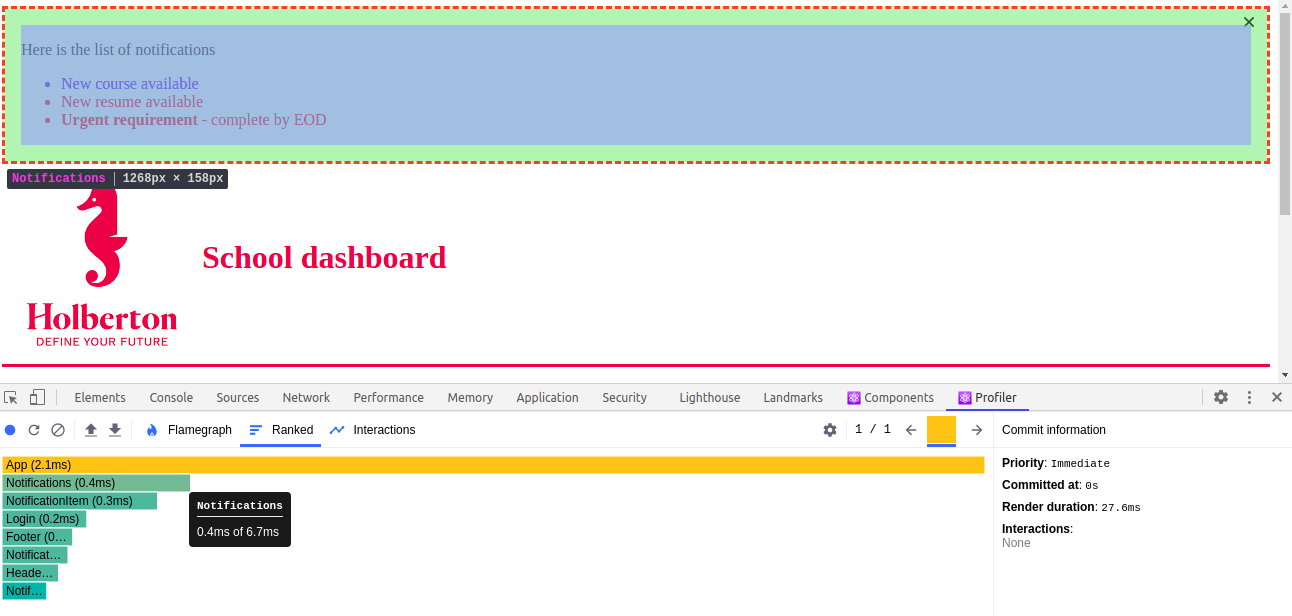 ×
Here is the list of notifications
• New course available
• New resume available
• Urgent requirement - complete by EOD
Notifications | 1268px × 158px
School dashboard
Holberton
DEFINE YOUR FUTURE
Elements Console Sources Network Performance Memory Application Security Lighthouse Landmarks Components Profiler
Flamegraph Ranked Interactions 1 / 1 Commit information
App (2.1ms)
Notifications (0.4ms)
NotificationItem (0.3ms)
Login (0.2ms)
Footer (0…
Notificat…
Heade…
Notif…
Notifications
0.4ms of 6.7ms
Priority: Immediate
Committed at: 0s
Render duration: 27.6ms
Interactions:
None